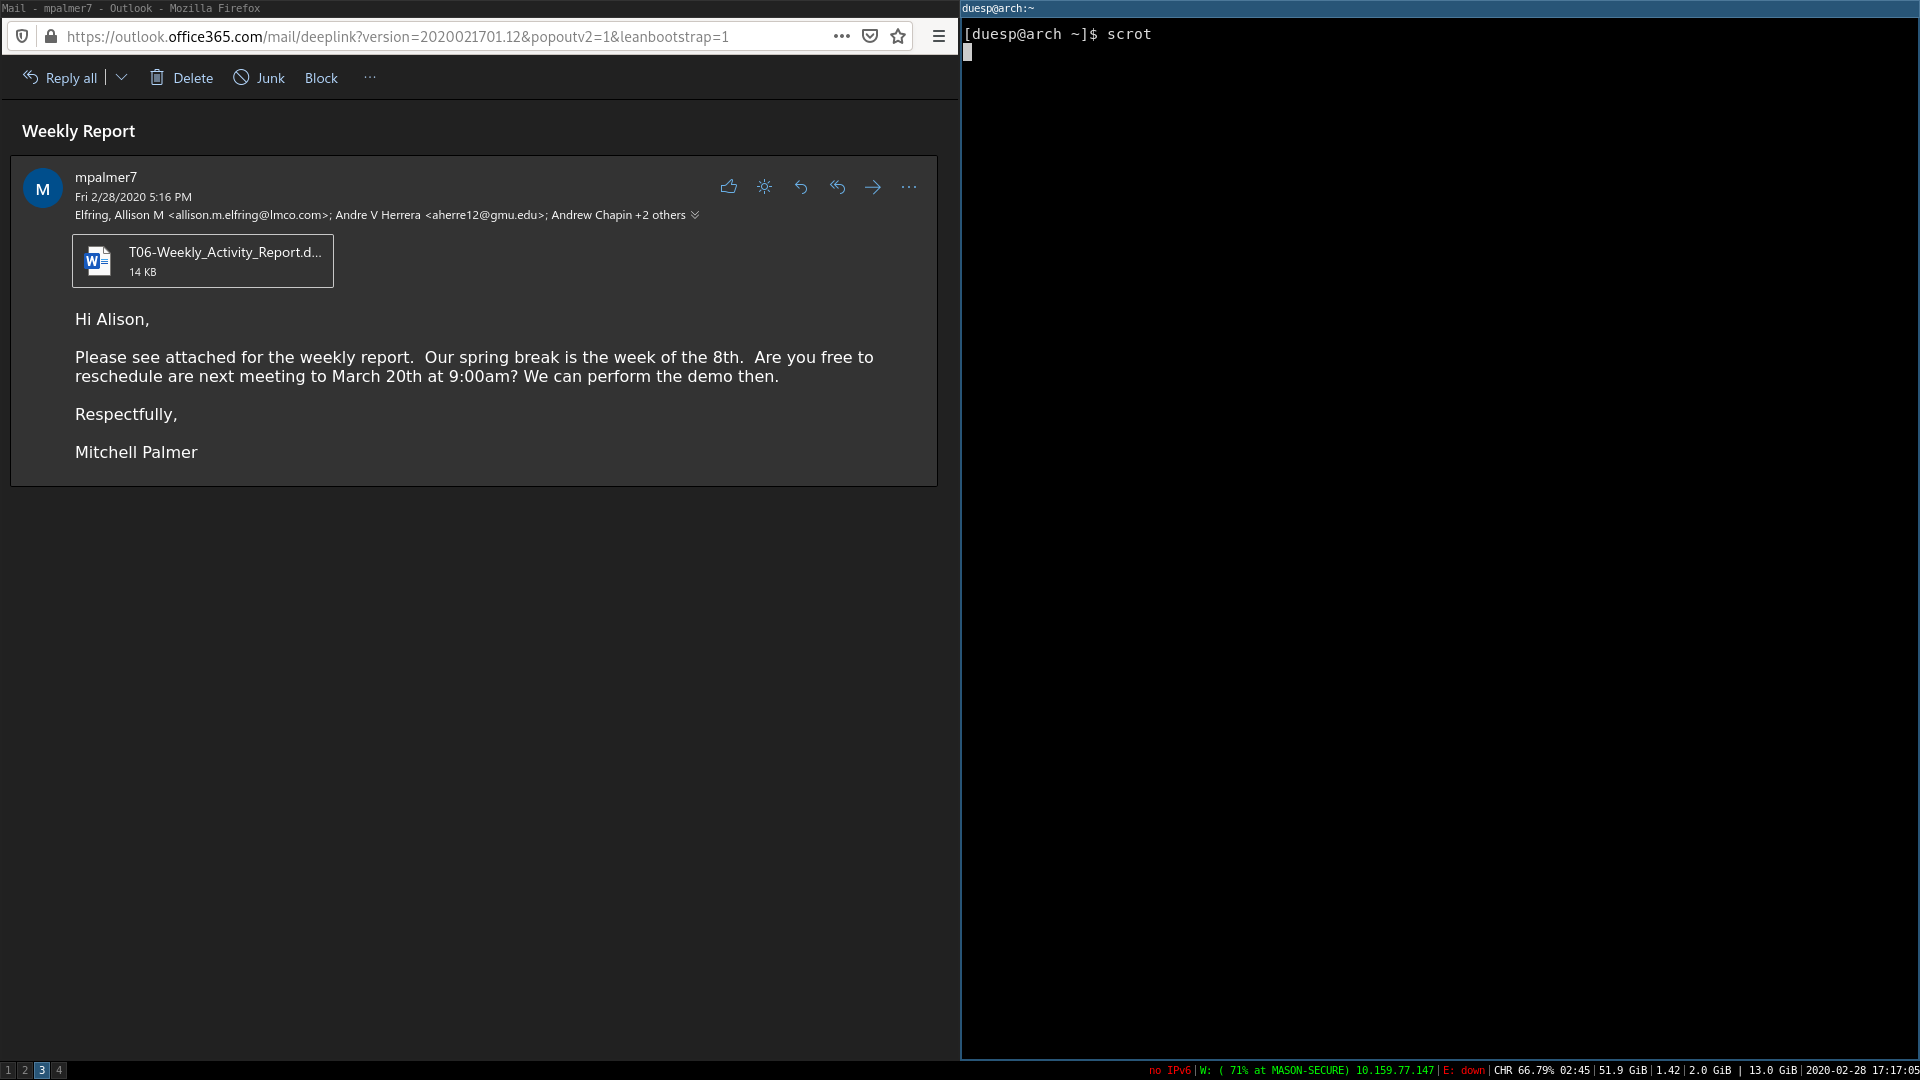 Mail - mpalmer7 - Outlook - Mozilla Firefox
https://outlook.office365.com/mail/deeplink?version=2020021701.12&popoutv2=1&leanbootstrap=1
Reply all Delete Junk Block
Weekly Report
M
mpalmer7
Fri 2/28/2020 5:16 PM
Elfring, Allison M <allison.m.elfring@lmco.com>; Andre V Herrera <aherre12@gmu.edu>; Andrew Chapin +2 others
W
T06-Weekly_Activity_Report.d...
14 KB
Hi Alison,
Please see attached for the weekly report.  Our spring break is the week of the 8th.  Are you free to
reschedule are next meeting to March 20th at 9:00am? We can perform the demo then.
Respectfully,
Mitchell Palmer
duesp@arch:~
[duesp@arch ~]$ scrot
1 2 3 4
no IPv6|W: ( 71% at MASON-SECURE) 10.159.77.147|E: down|CHR 66.79% 02:45|51.9 GiB|1.42|2.0 GiB | 13.0 GiB|2020-02-28 17:17:05